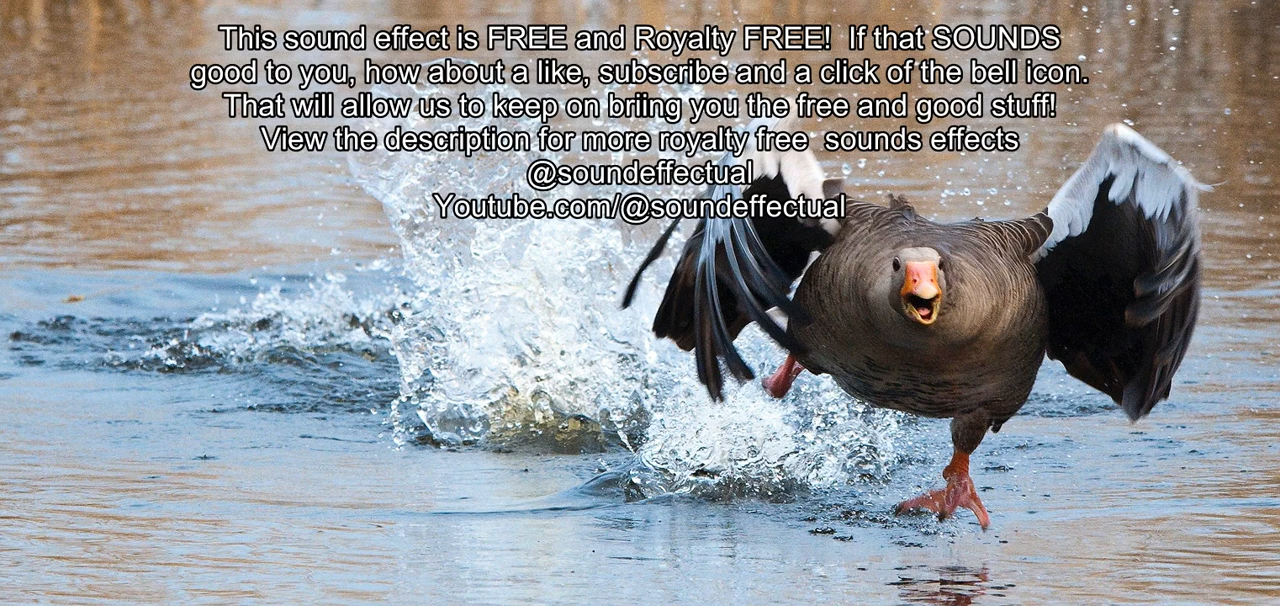 This sound effect is FREE and Royalty FREE!  If that SOUNDS
good to you, how about a like, subscribe and a click of the bell icon.
That will allow us to keep on briing you the free and good stuff!
View the description for more royalty free  sounds effects
@soundeffectual
Youtube.com/@soundeffectual